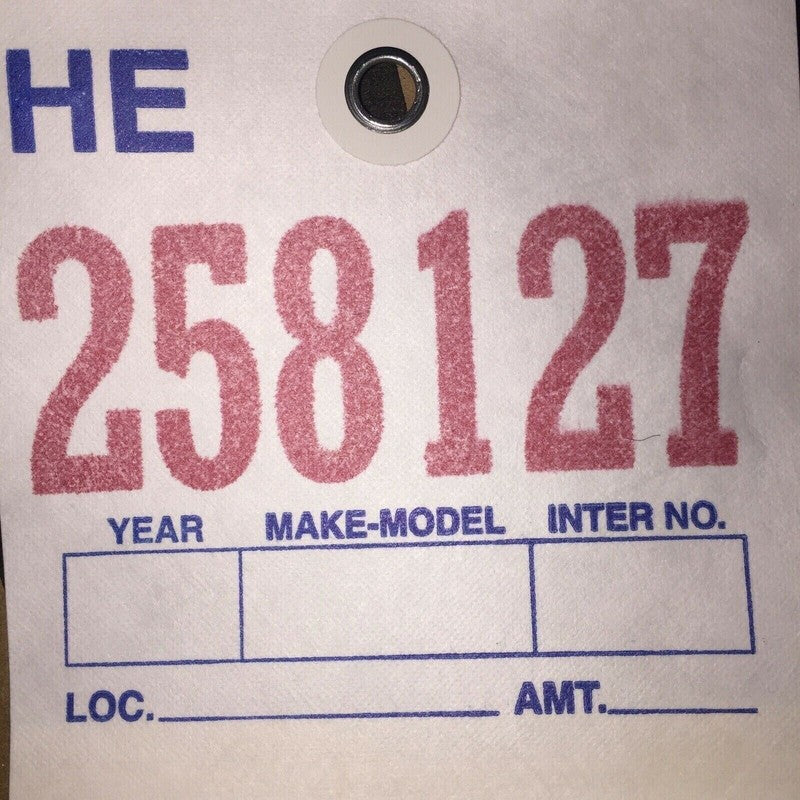 HE
258127
YEAR MAKE-MODEL INTER NO.
LOC. AMT.